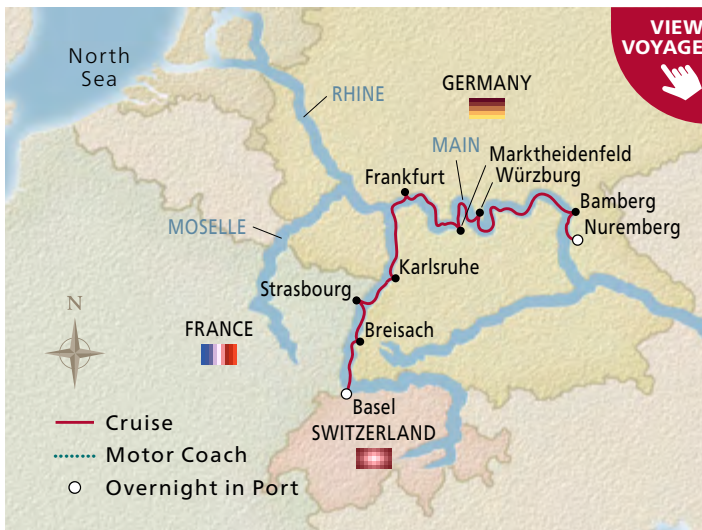 VIEW
VOYAGE
North
Sea
GERMANY
RHINE
MAIN
Marktheidenfeld
Würzburg
Frankfurt
Bamberg
Nuremberg
MOSELLE
Karlsruhe
Strasbourg
N
FRANCE
Breisach
Basel
SWITZERLAND
Cruise
Motor Coach
Overnight in Port